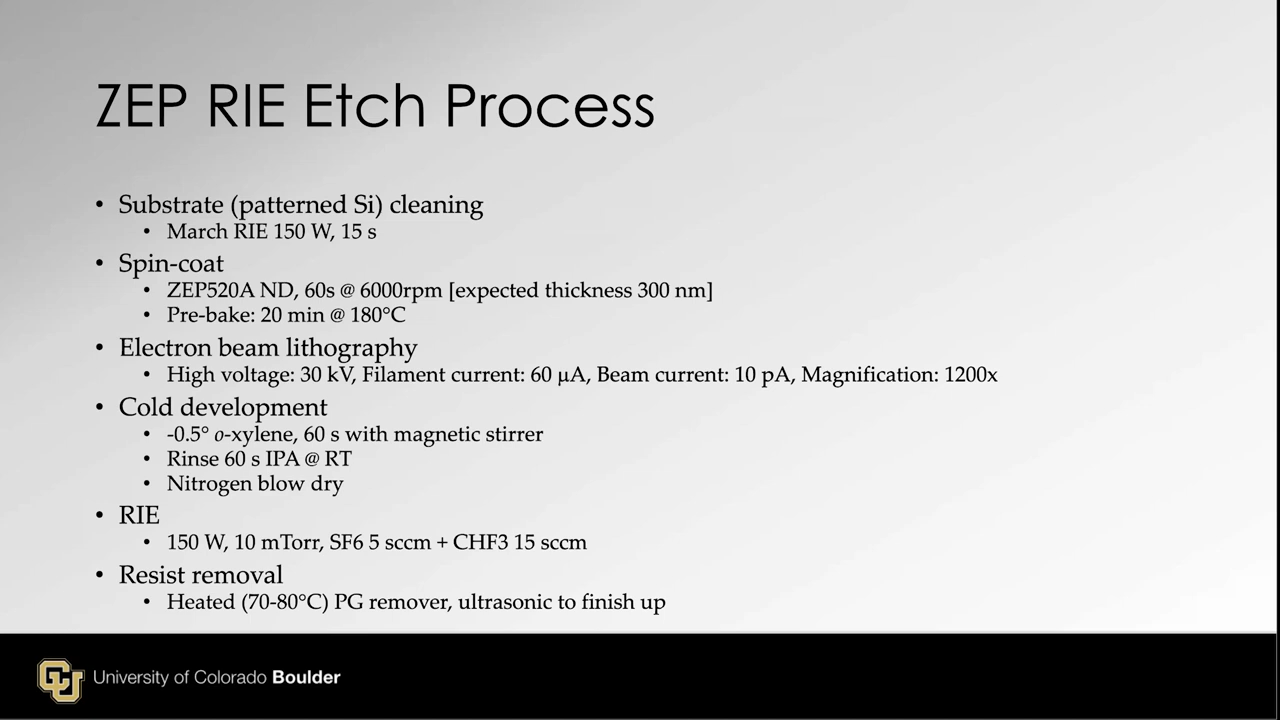 ZEP RIE Etch Process
• Substrate (patterned Si) cleaning
• March RIE 150 W, 15 s
• Spin-coat
• ZEP520A ND, 60s @ 6000rpm [expected thickness 300 nm]
• Pre-bake: 20 min @ 180°C
• Electron beam lithography
• High voltage: 30 kV, Filament current: 60 µA, Beam current: 10 pA, Magnification: 1200x
• Cold development
• -0.5° o-xylene, 60 s with magnetic stirrer
• Rinse 60 s IPA @ RT
• Nitrogen blow dry
• RIE
• 150 W, 10 mTorr, SF6 5 sccm + CHF3 15 sccm
• Resist removal
• Heated (70-80°C) PG remover, ultrasonic to finish up
CU University of Colorado Boulder